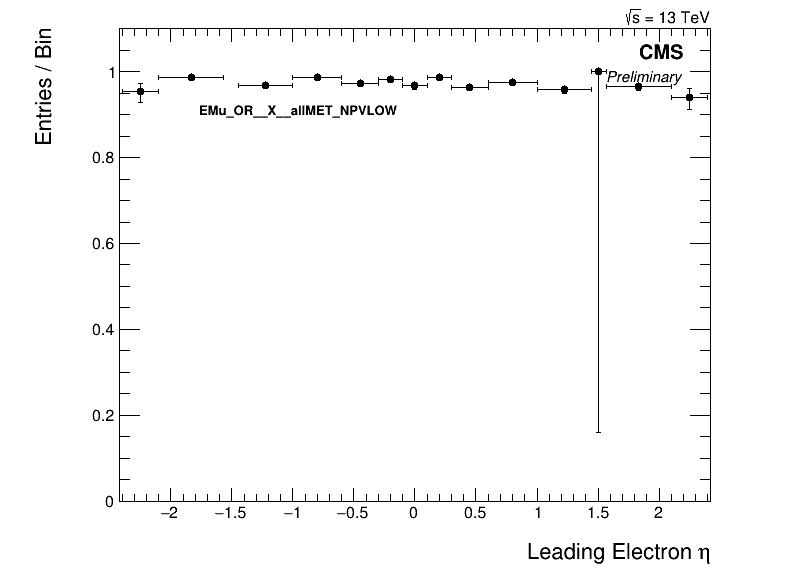 √s = 13 TeV
CMS
Preliminary
EMu_OR__X__allMET_NPVLOW
Entries / Bin
1
0.8
0.6
0.4
0.2
0
−2 −1.5 −1 −0.5 0 0.5 1 1.5 2
Leading Electron η